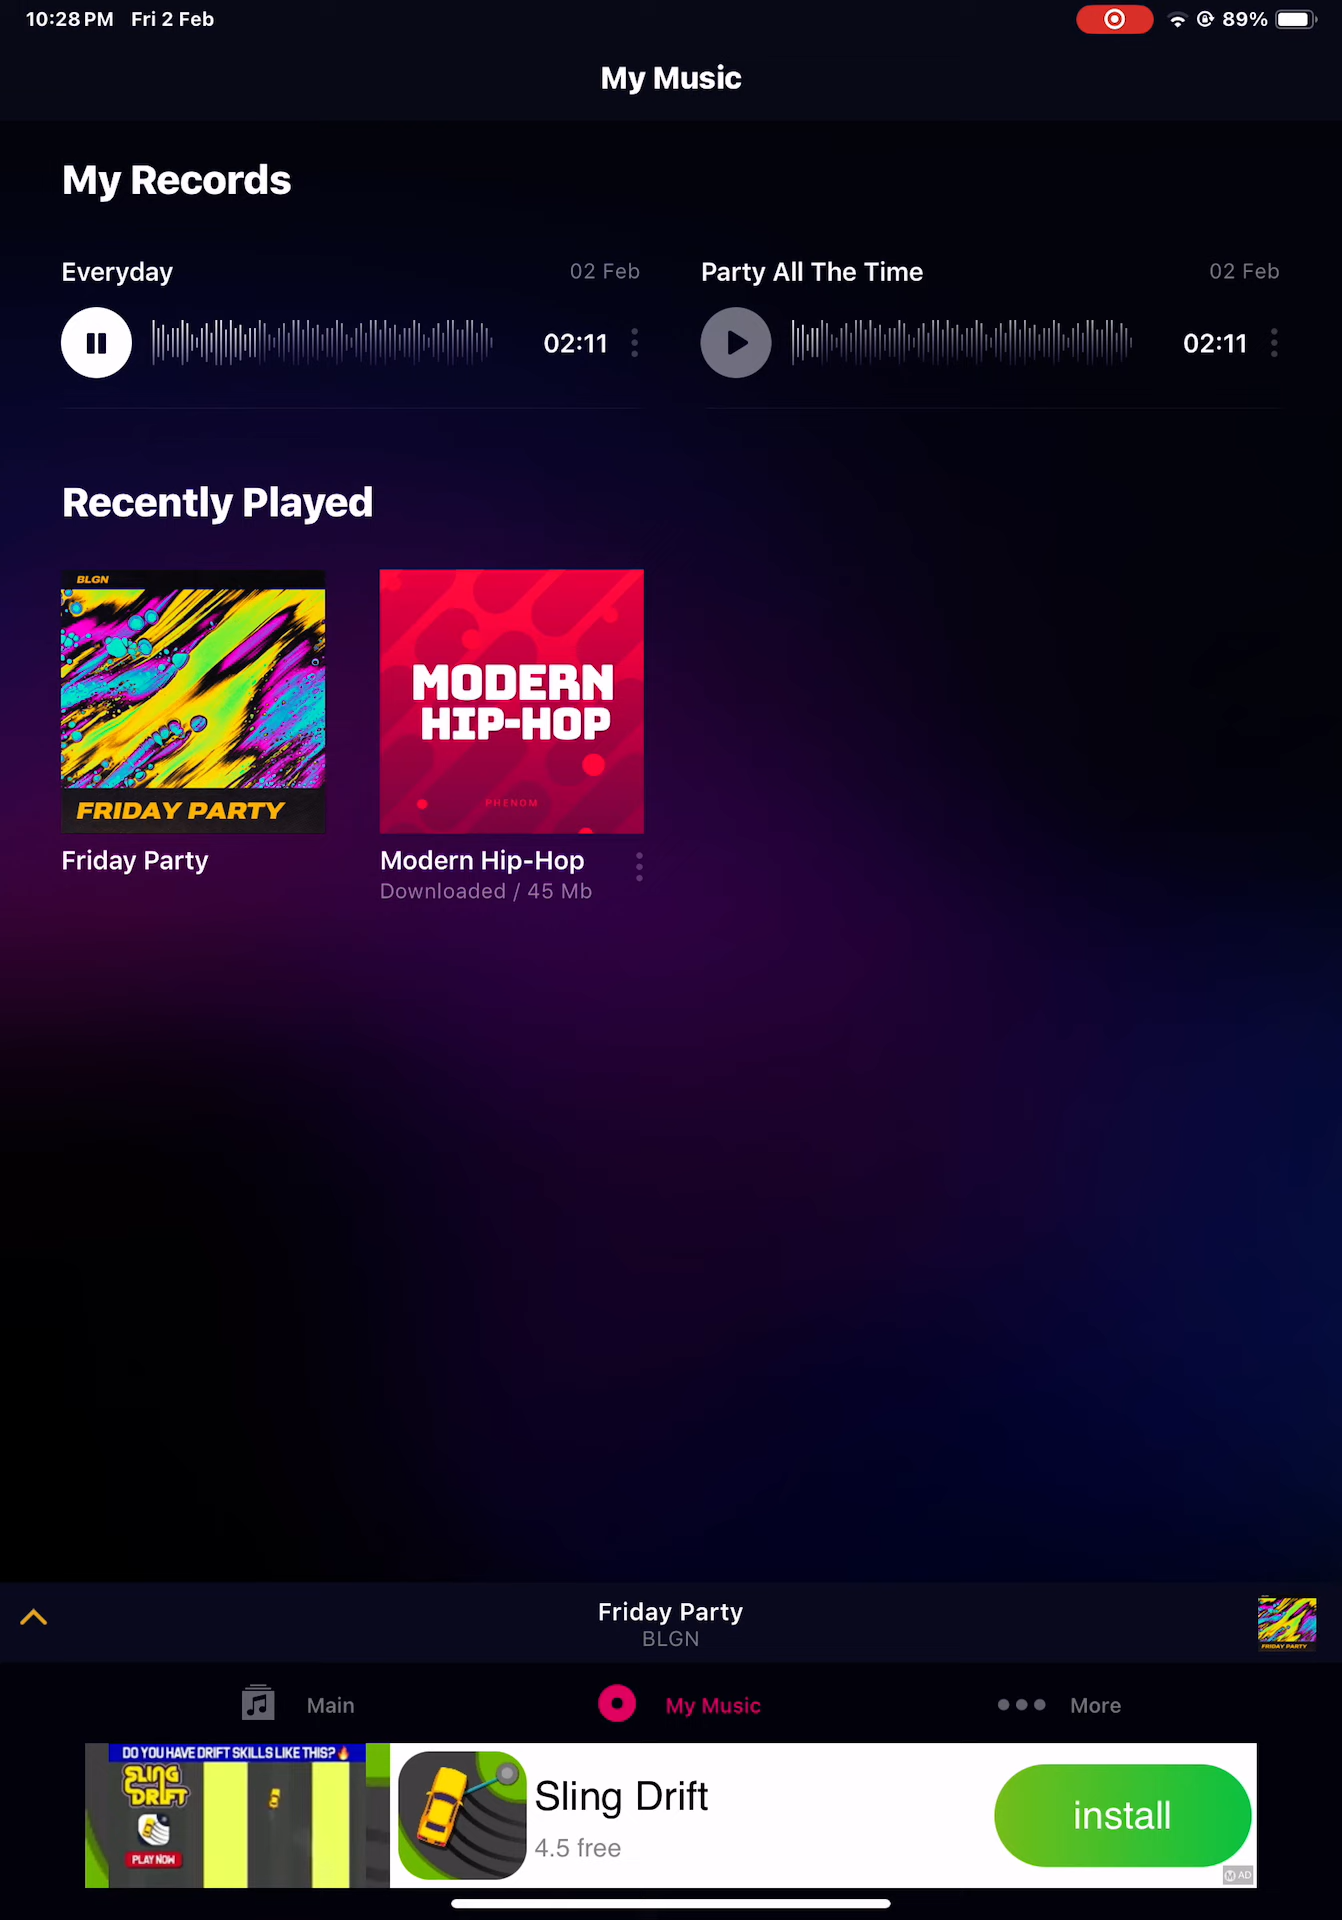 10:28 PM Fri 2 Feb 89%
My Music
My Records
Everyday 02 Feb
02:11
Party All The Time 02 Feb
02:11
Recently Played
BLGN
FRIDAY PARTY
Friday Party
MODERN
HIP-HOP
PHENOM
Modern Hip-Hop
Downloaded / 45 Mb
Friday Party
BLGN
FRIDAY PARTY
Main
My Music
More
DO YOU HAVE DRIFT SKILLS LIKE THIS?🔥
SLING
DRIFT
PLAY NOW
Sling Drift
4.5 free
install
M AD